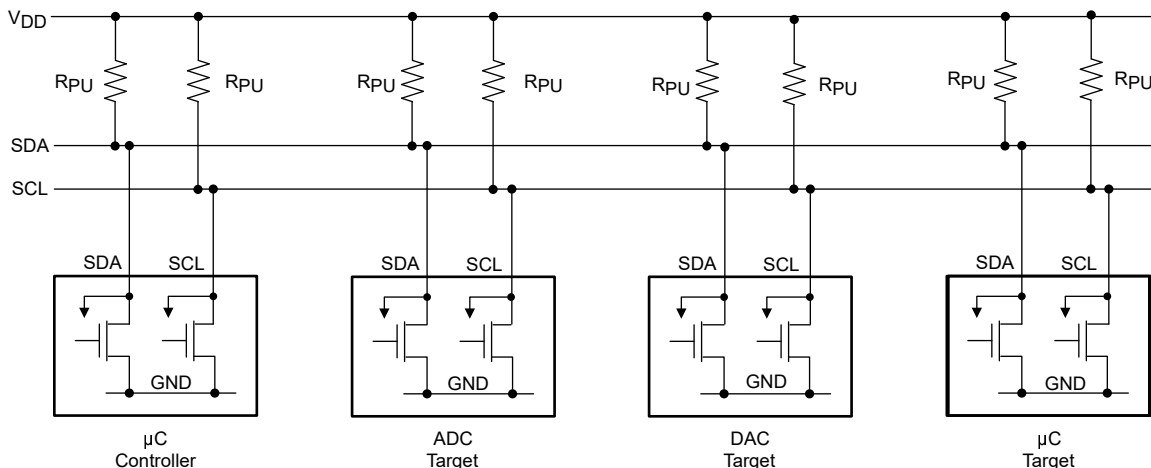 VDD
RPU RPU RPU RPU RPU RPU RPU RPU
SDA
SCL
SDA SCL SDA SCL SDA SCL SDA SCL
GND GND GND GND
µC
Controller
ADC
Target
DAC
Target
µC
Target